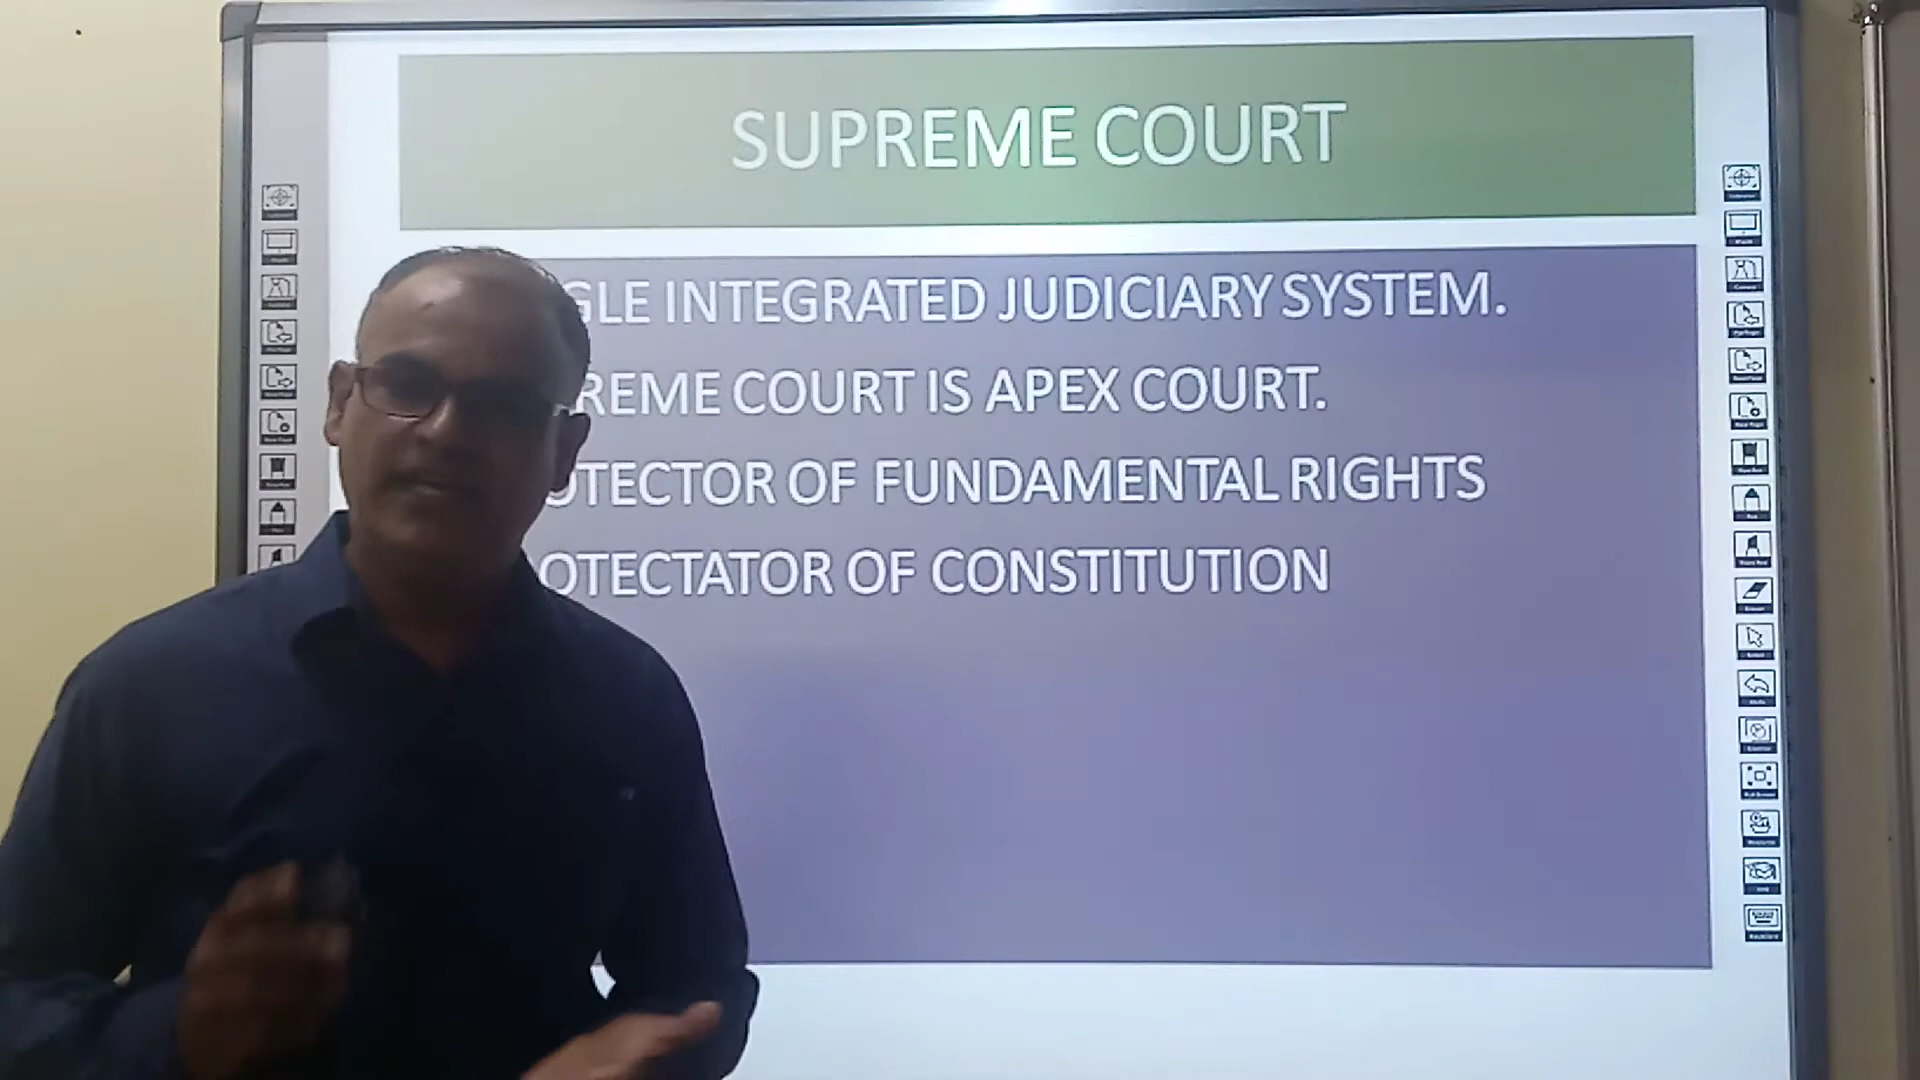 SUPREME COURT
GLE INTEGRATED JUDICIARY SYSTEM.
REME COURT IS APEX COURT.
OTECTOR OF FUNDAMENTAL RIGHTS
OTECTATOR OF CONSTITUTION